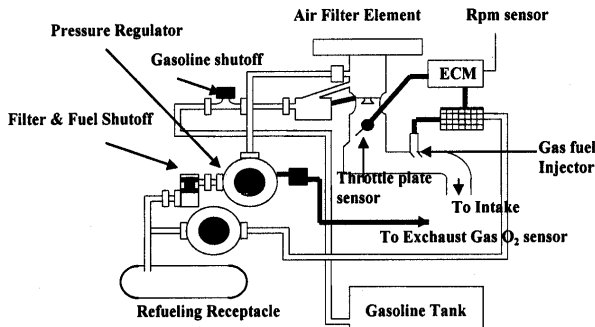 Air Filter Element
Rpm sensor
Pressure Regulator
Gasoline shutoff
ECM
Filter & Fuel Shutoff
Gas fuel
Injector
Throttle plate
sensor
To Intake
To Exchaust Gas O₂ sensor
Refueling Receptacle
Gasoline Tank